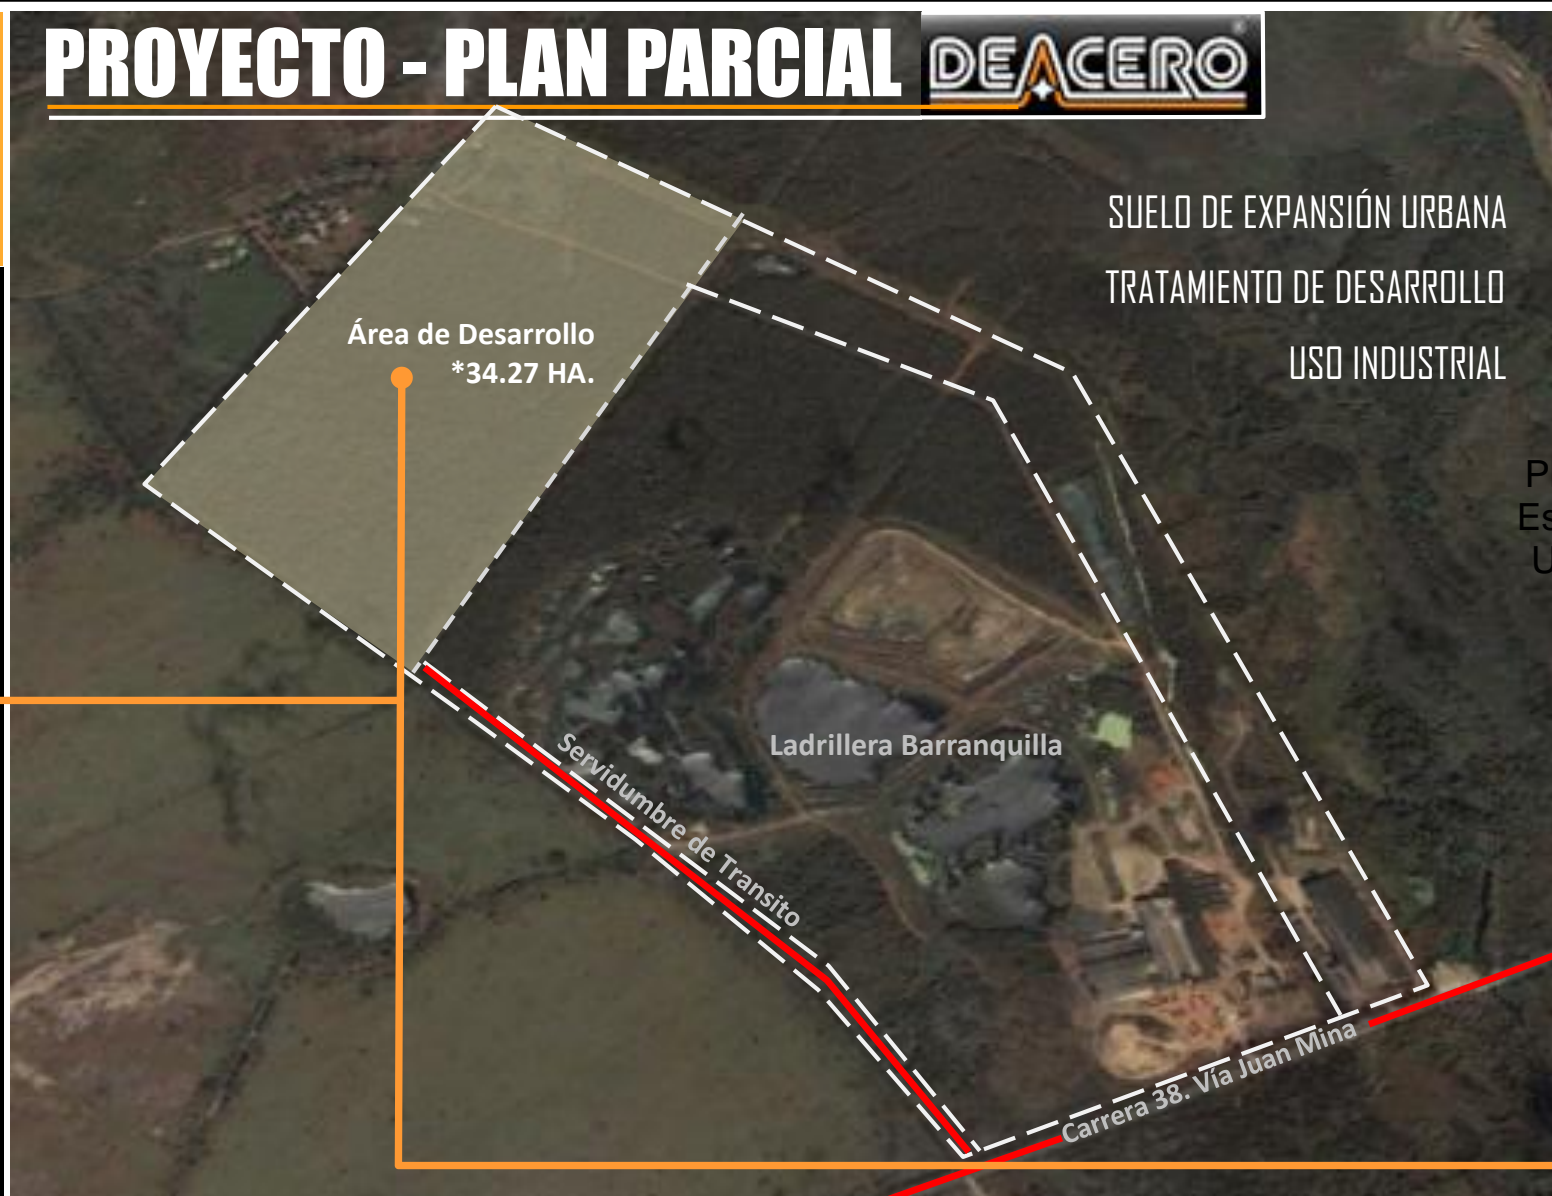 PROYECTO - PLAN PARCIAL DEACERO
SUELO DE EXPANSIÓN URBANA
TRATAMIENTO DE DESARROLLO
USO INDUSTRIAL
Área de Desarrollo
*34.27 HA.
P
Es
U
Ladrillera Barranquilla
Servidumbre de Transito
Carrera 38. Vía Juan Mina